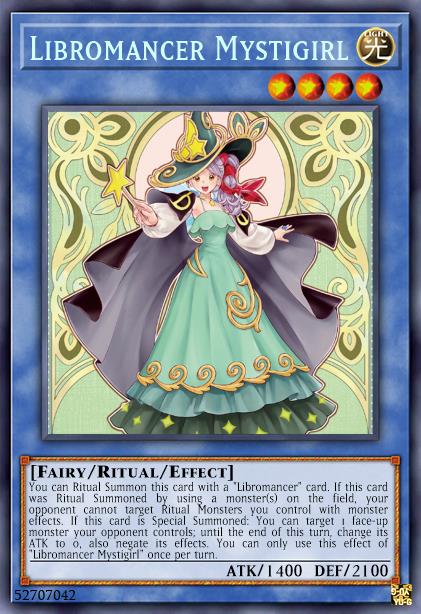 LIBROMANCER MYSTIGIRL
LIGHT
光
[FAIRY/RITUAL/EFFECT]
You can Ritual Summon this card with a "Libromancer" card. If this
card was Ritual Summoned by using a monster(s) on the field, your
opponent cannot target Ritual Monsters you control with monster
effects. If this card is Special Summoned: You can target 1 face-up
monster your opponent controls; until the end of this turn, change its
ATK to 0, also negate its effects. You can only use this effect of
"Libromancer Mystigirl" once per turn.
ATK/1400 DEF/2100
52707042